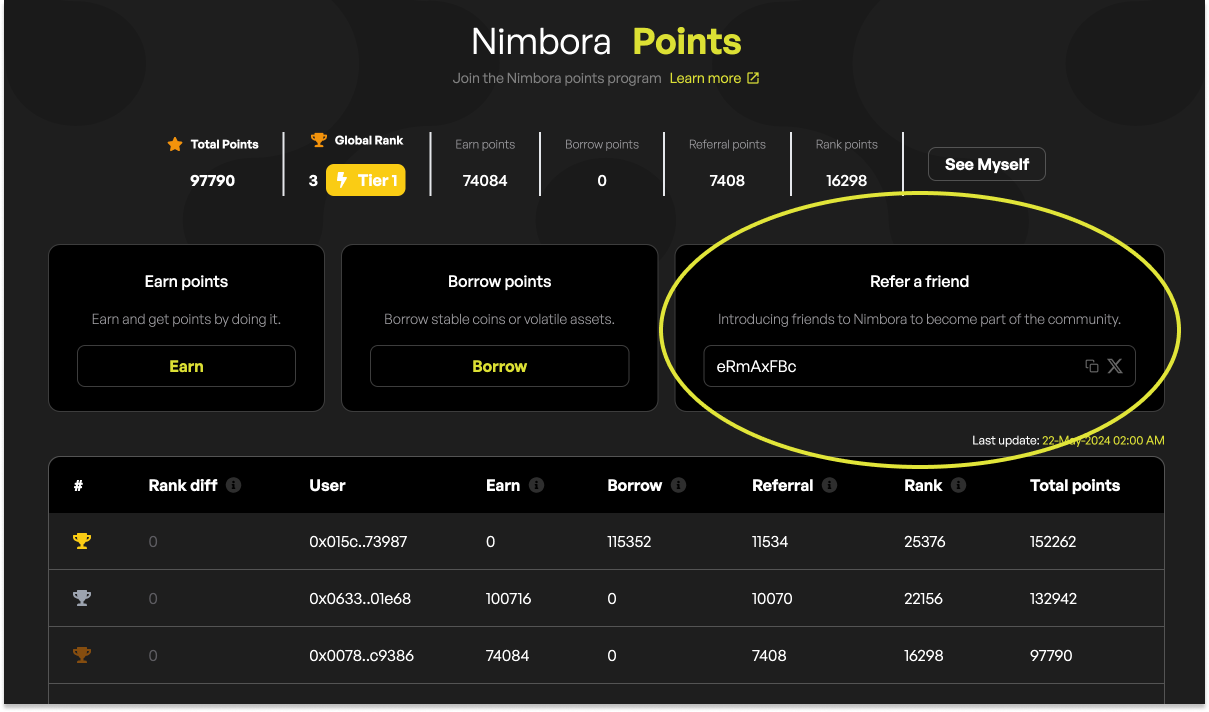 Nimbora Points
Join the Nimbora points program Learn more
Total Points Global Rank Earn points Borrow points Referral points Rank points
97790 3 Tier 1 74084 0 7408 16298 See Myself
Earn points Borrow points Refer a friend
Earn and get points by doing it. Borrow stable coins or volatile assets. Introducing friends to Nimbora to become part of the community.
Earn Borrow eRmAxFBc
Last update: 22-May-2024 02:00 AM
# Rank diff User Earn Borrow Referral Rank Total points
0 0x015c..73987 0 115352 11534 25376 152262
0 0x0633..01e68 100716 0 10070 22156 132942
0 0x0078..c9386 74084 0 7408 16298 97790